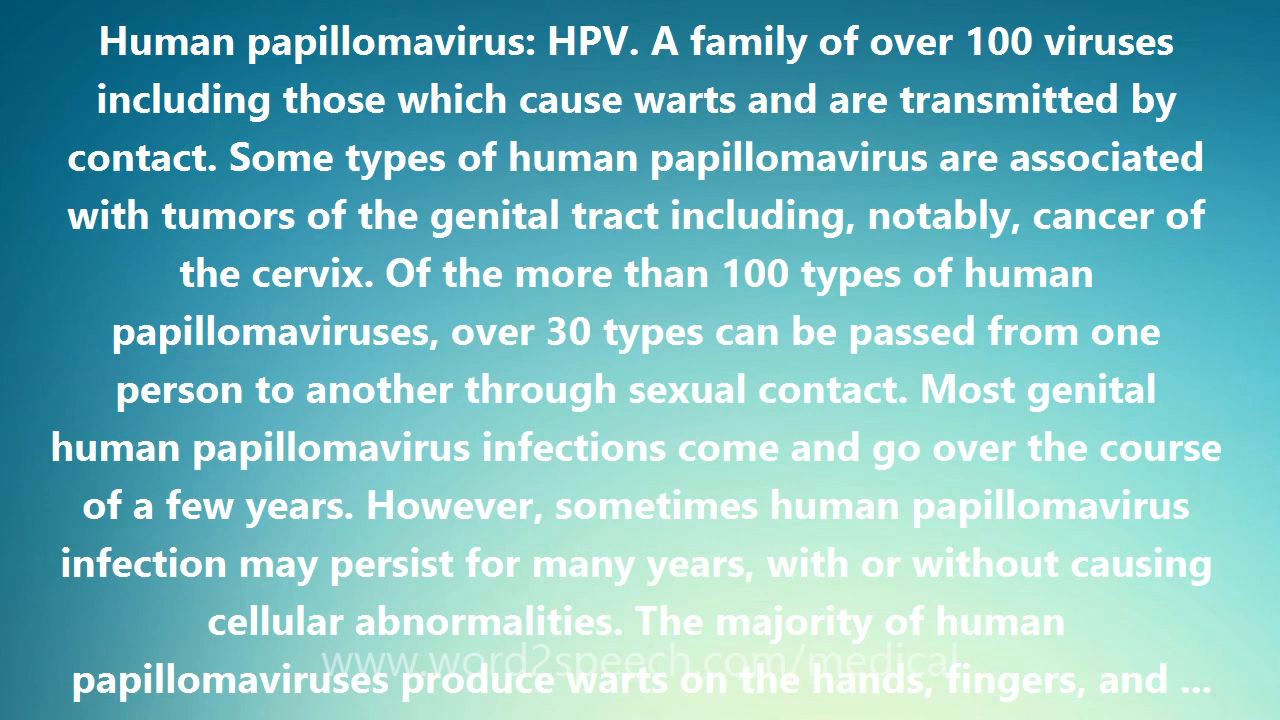 Human papillomavirus: HPV. A family of over 100 viruses
including those which cause warts and are transmitted by
contact. Some types of human papillomavirus are associated
with tumors of the genital tract including, notably, cancer of
the cervix. Of the more than 100 types of human
papillomaviruses, over 30 types can be passed from one
person to another through sexual contact. Most genital
human papillomavirus infections come and go over the course
of a few years. However, sometimes human papillomavirus
infection may persist for many years, with or without causing
cellular abnormalities. The majority of human
www.word2speech.com/medical
papillomaviruses produce warts on the hands, fingers, and ...